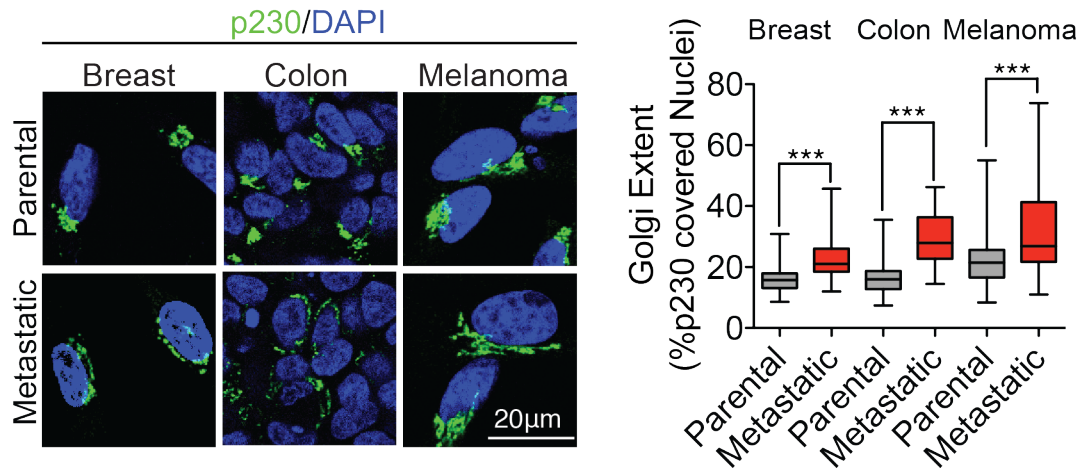 p230/DAPI
Breast Colon Melanoma
Parental
Metastatic
20μm
Breast Colon Melanoma
*** *** ***
Golgi Extent
(%p230 covered Nuclei)
80
60
40
20
0
Parental
Metastatic
Parental
Metastatic
Parental
Metastatic